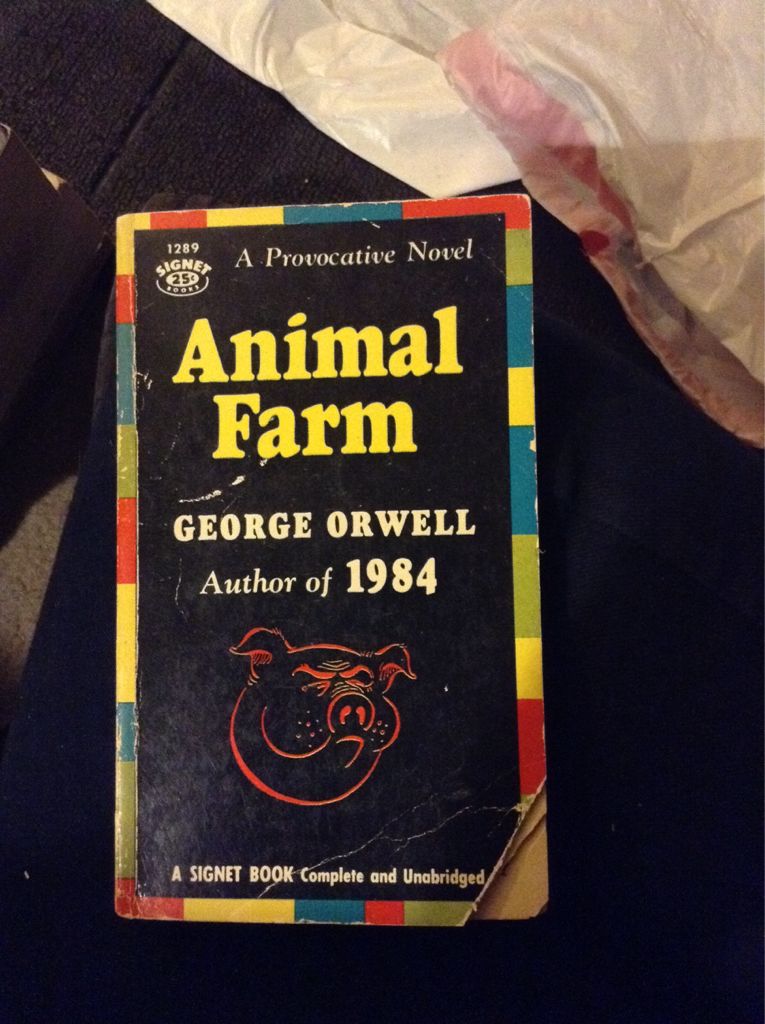 1289
SIGNET
25¢
BOOKS
A Provocative Novel
Animal
Farm
GEORGE ORWELL
Author of 1984
A SIGNET BOOK Complete and Unabridged